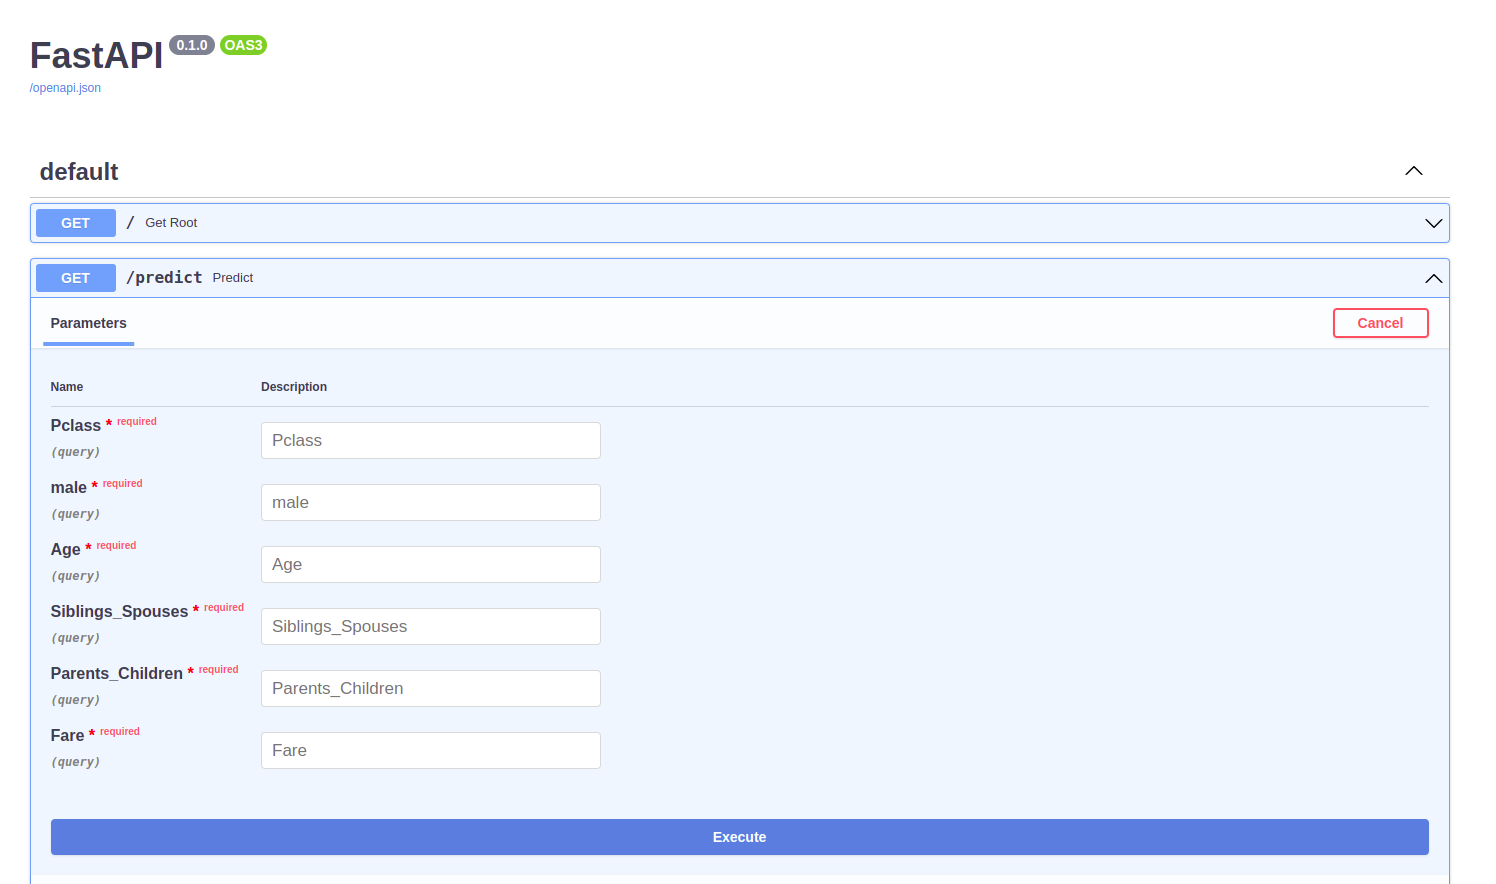 FastAPI 0.1.0 OAS3
/openapi.json
default
GET / Get Root
GET /predict Predict
Parameters Cancel
Name Description
Pclass * required
(query)
Pclass
male * required
(query)
male
Age * required
(query)
Age
Siblings_Spouses * required
(query)
Siblings_Spouses
Parents_Children * required
(query)
Parents_Children
Fare * required
(query)
Fare
Execute